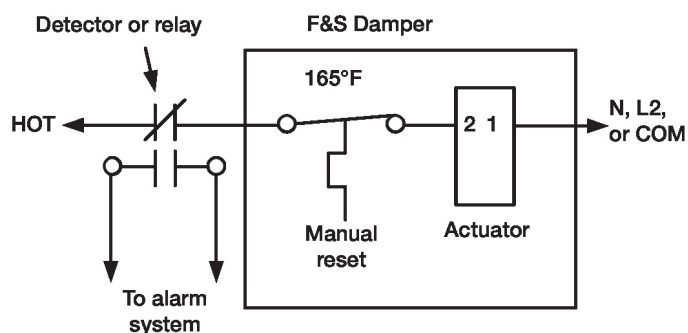 Detector or relay
F&S Damper
165°F
HOT
2 1
N, L2,
or COM
Manual
reset
Actuator
To alarm
system